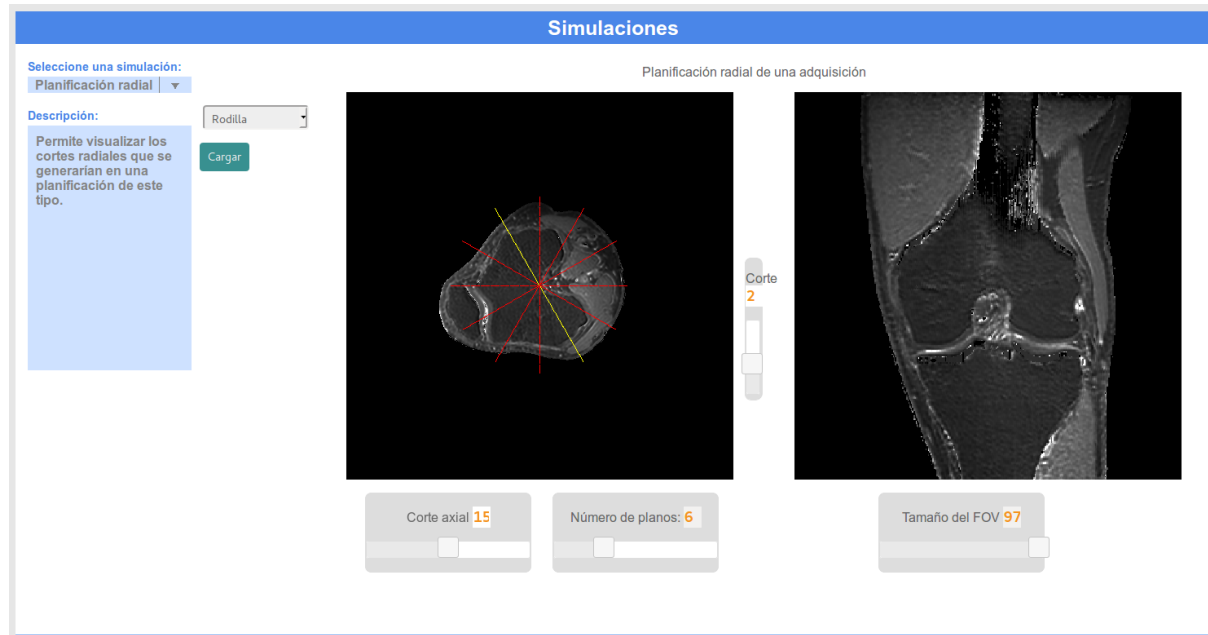 Simulaciones
Seleccione una simulación:
Planificación radial
Descripción:
Permite visualizar los
cortes radiales que se
generarían en una
planificación de este
tipo.
Rodilla
Cargar
Planificación radial de una adquisición
Corte
2
Corte axial 15
Número de planos: 6
Tamaño del FOV 97